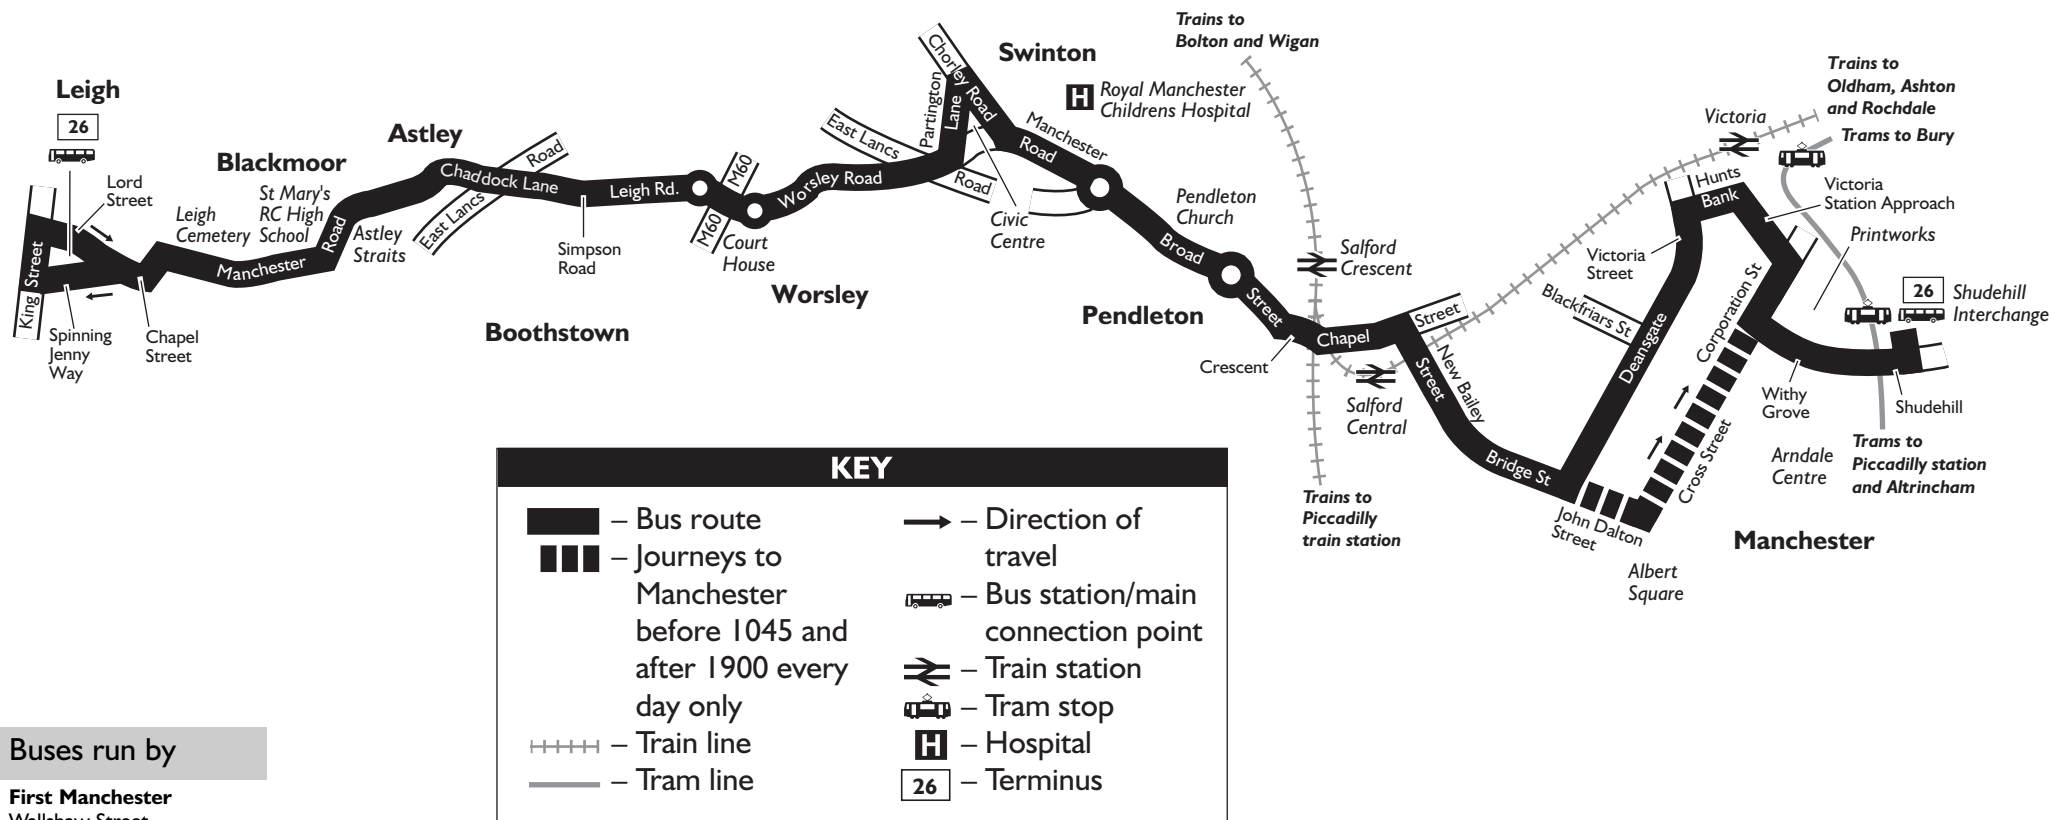 Leigh
26
Lord
Street
King Street
Spinning
Jenny
Way
Chapel
Street
Blackmoor
Leigh
Cemetery
St Mary's
RC High
School
Manchester
Road
Astley
Straits
Astley
Chaddock Lane
East Lancs
Road
Boothstown
Simpson
Road
Leigh Rd.
M60
M60
Court
House
Worsley
Worsley Road
East Lancs
Road
Partington
Lane
Chorley Road
Civic
Centre
Swinton
H
Royal Manchester
Childrens Hospital
Manchester
Road
Trains to
Bolton and Wigan
Pendleton
Church
Broad
Street
Pendleton
Crescent
Salford
Crescent
Chapel
Street
Salford
Central
Trains to
Piccadilly
train station
New Bailey
Street
Bridge St
John Dalton
Street
Albert
Square
Blackfriars St
Deansgate
Victoria
Street
Hunts
Bank
Victoria
Trains to
Oldham, Ashton
and Rochdale
Trams to Bury
Victoria
Station Approach
Printworks
Corporation St
Cross Street
26
Shudehill
Interchange
Withy
Grove
Shudehill
Arndale
Centre
Trams to
Piccadilly station
and Altrincham
Manchester
KEY
– Bus route
– Journeys to
Manchester
before 1045 and
after 1900 every
day only
– Train line
– Tram line
– Direction of
travel
– Bus station/main
connection point
– Train station
– Tram stop
H – Hospital
26 – Terminus
Buses run by
First Manchester
Wallshaw Street